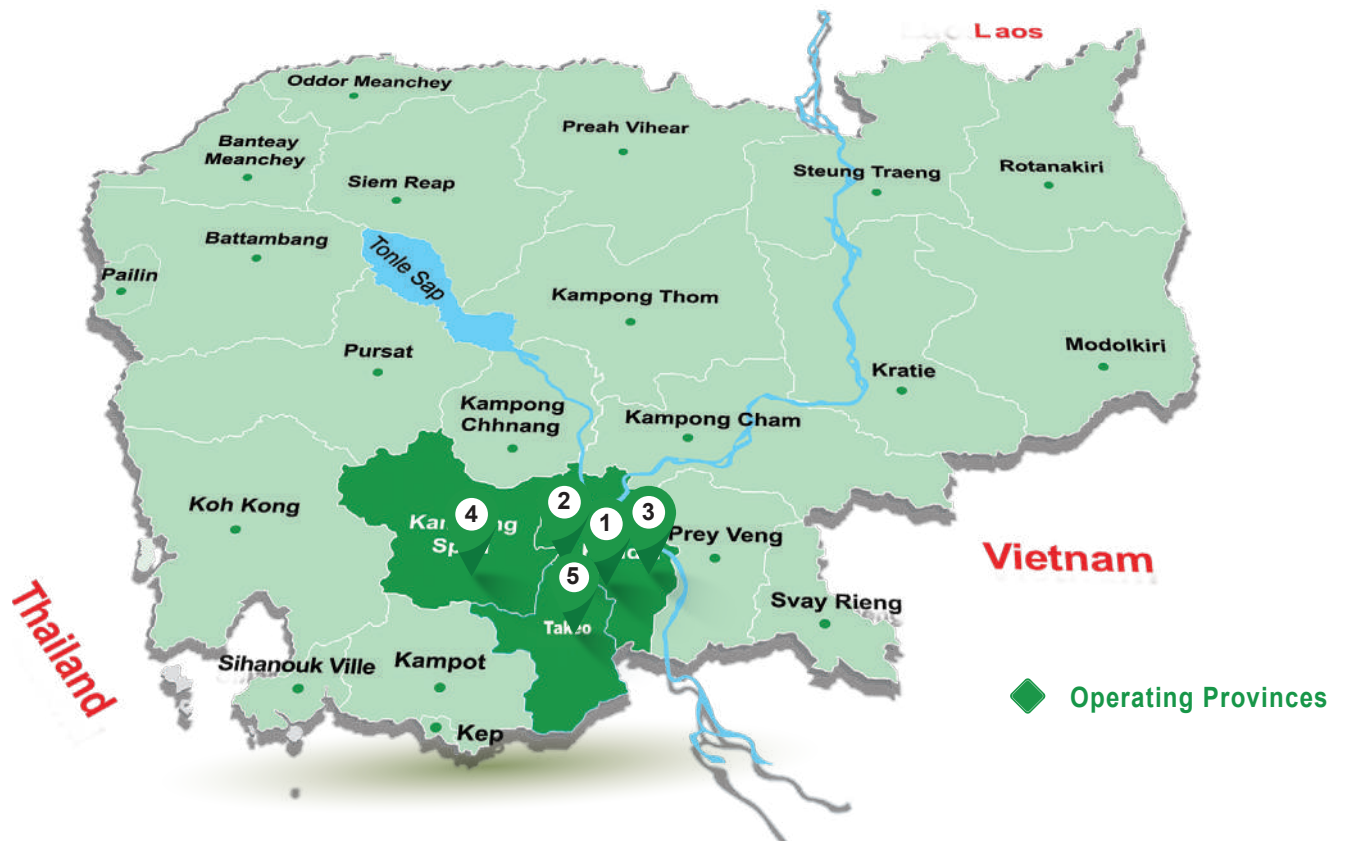 Laos
Oddor Meanchey
Preah Vihear
Banteay
Meanchey
Siem Reap
Steung Traeng
Rotanakiri
Battambang
Tonle Sap
Pailin
Kampong Thom
Pursat
Modolkiri
Kratie
Kampong
Chhnang
Kampong Cham
Koh Kong
2
4
1
3
Prey Veng
Vietnam
5
Thailand
Svay Rieng
Takeo
Sihanouk Ville
Kampot
Operating Provinces
Kep